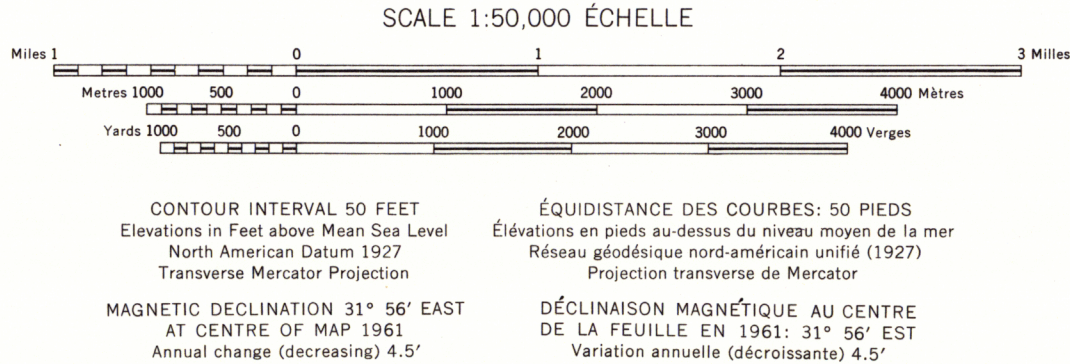 SCALE 1:50,000 ÉCHELLE
Miles 1 0 1 2 3 Milles
Metres 1000 500 0 1000 2000 3000 4000 Mètres
Yards 1000 500 0 1000 2000 3000 4000 Verges
CONTOUR INTERVAL 50 FEET
Elevations in Feet above Mean Sea Level
North American Datum 1927
Transverse Mercator Projection
ÉQUIDISTANCE DES COURBES: 50 PIEDS
Élévations en pieds au-dessus du niveau moyen de la mer
Réseau géodésique nord-américain unifié (1927)
Projection transverse de Mercator
MAGNETIC DECLINATION 31° 56′ EAST
AT CENTRE OF MAP 1961
Annual change (decreasing) 4.5′
DÉCLINAISON MAGNÉTIQUE AU CENTRE
DE LA FEUILLE EN 1961: 31° 56′ EST
Variation annuelle (décroissante) 4.5′